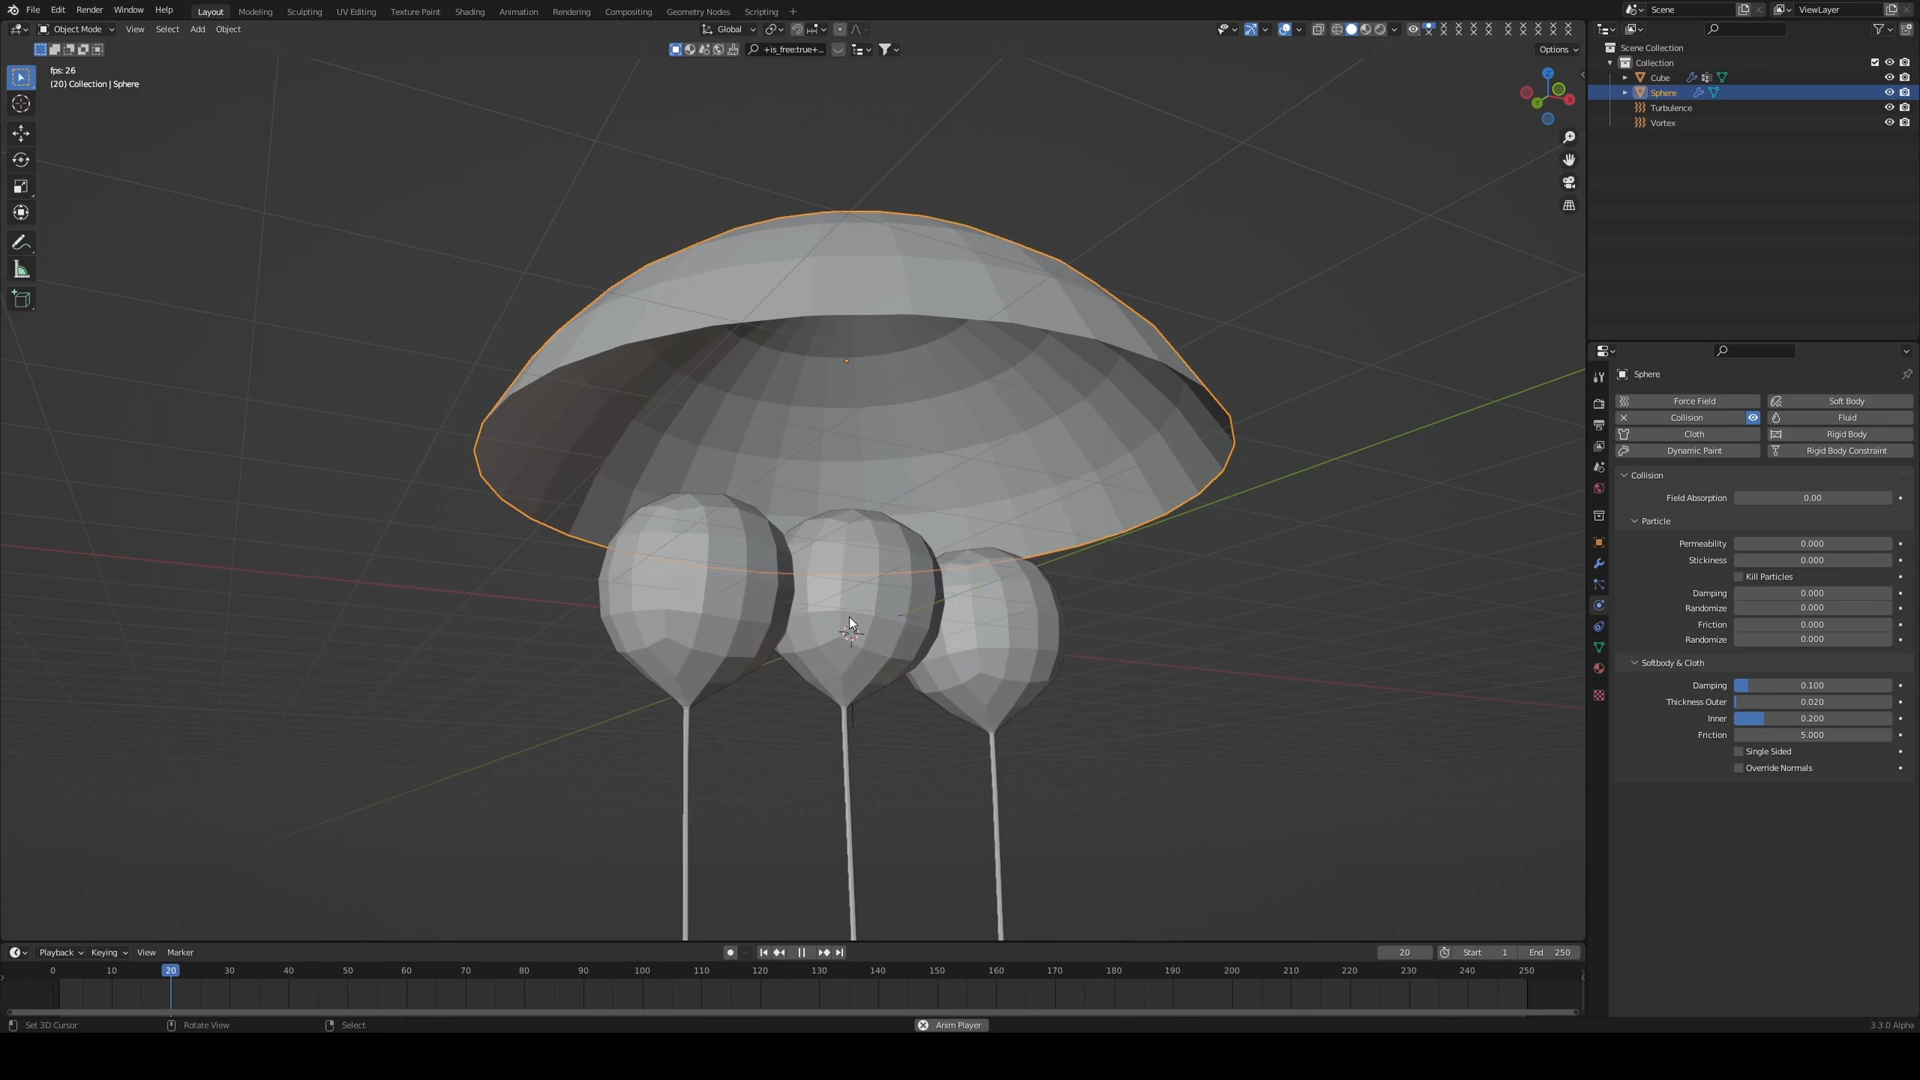 File Edit Render Window Help Layout Modeling Sculpting UV Editing Texture Paint Shading Animation Rendering Compositing Geometry Nodes Scripting + Scene ViewLayer
Object Mode View Select Add Object Global
+is_free:true+... Options
fps: 26
(20) Collection | Sphere
Z
Y
X
Scene Collection
Collection
Cube
Sphere
Turbulence
Vortex
Sphere
Force Field Soft Body
Collision Fluid
Cloth Rigid Body
Dynamic Paint Rigid Body Constraint
Collision
Field Absorption 0.00
Particle
Permeability 0.000
Stickiness 0.000
Kill Particles
Damping 0.000
Randomize 0.000
Friction 0.000
Randomize 0.000
Softbody & Cloth
Damping 0.100
Thickness Outer 0.020
Inner 0.200
Friction 5.000
Single Sided
Override Normals
Playback Keying View Marker 20 Start 1 End 250
0 10 20 30 40 50 60 70 80 90 100 110 120 130 140 150 160 170 180 190 200 210 220 230 240 250
Set 3D Cursor Rotate View Select Anim Player 3.3.0 Alpha